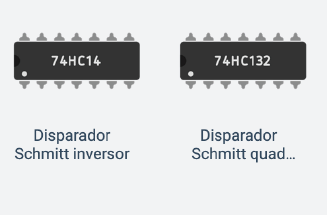 74HC14
74HC132
Disparador
Schmitt inversor
Disparador
Schmitt quad...